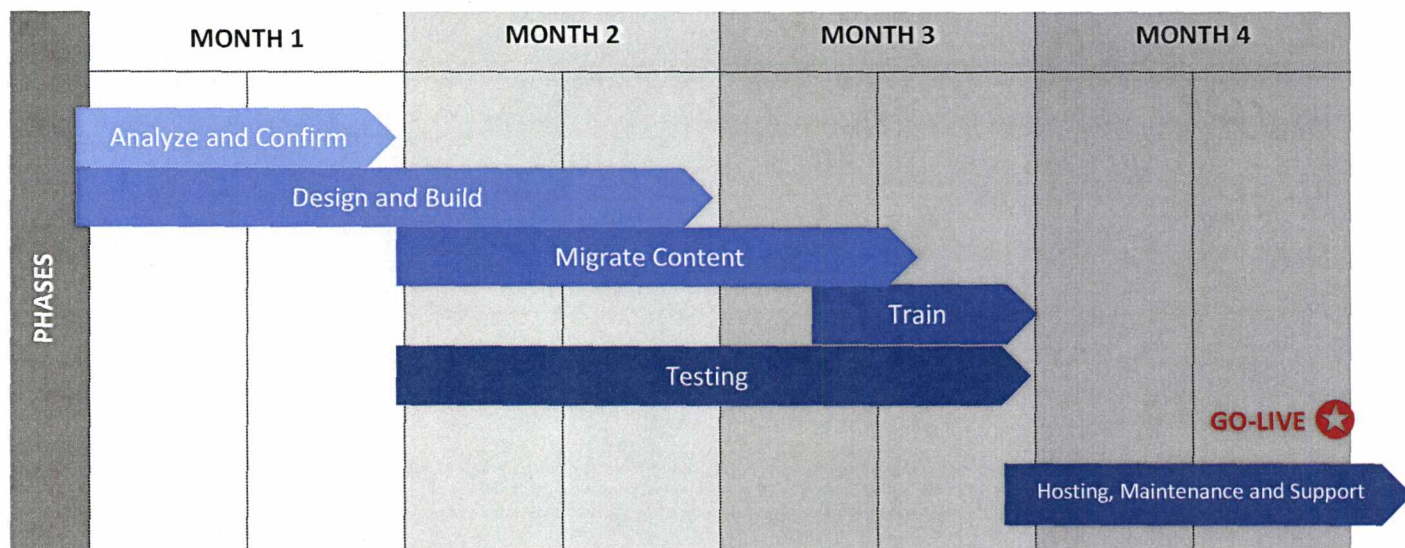 MONTH 1
MONTH 2
MONTH 3
MONTH 4
PHASES
Analyze and Confirm
Design and Build
Migrate Content
Train
Testing
GO-LIVE
Hosting, Maintenance and Support